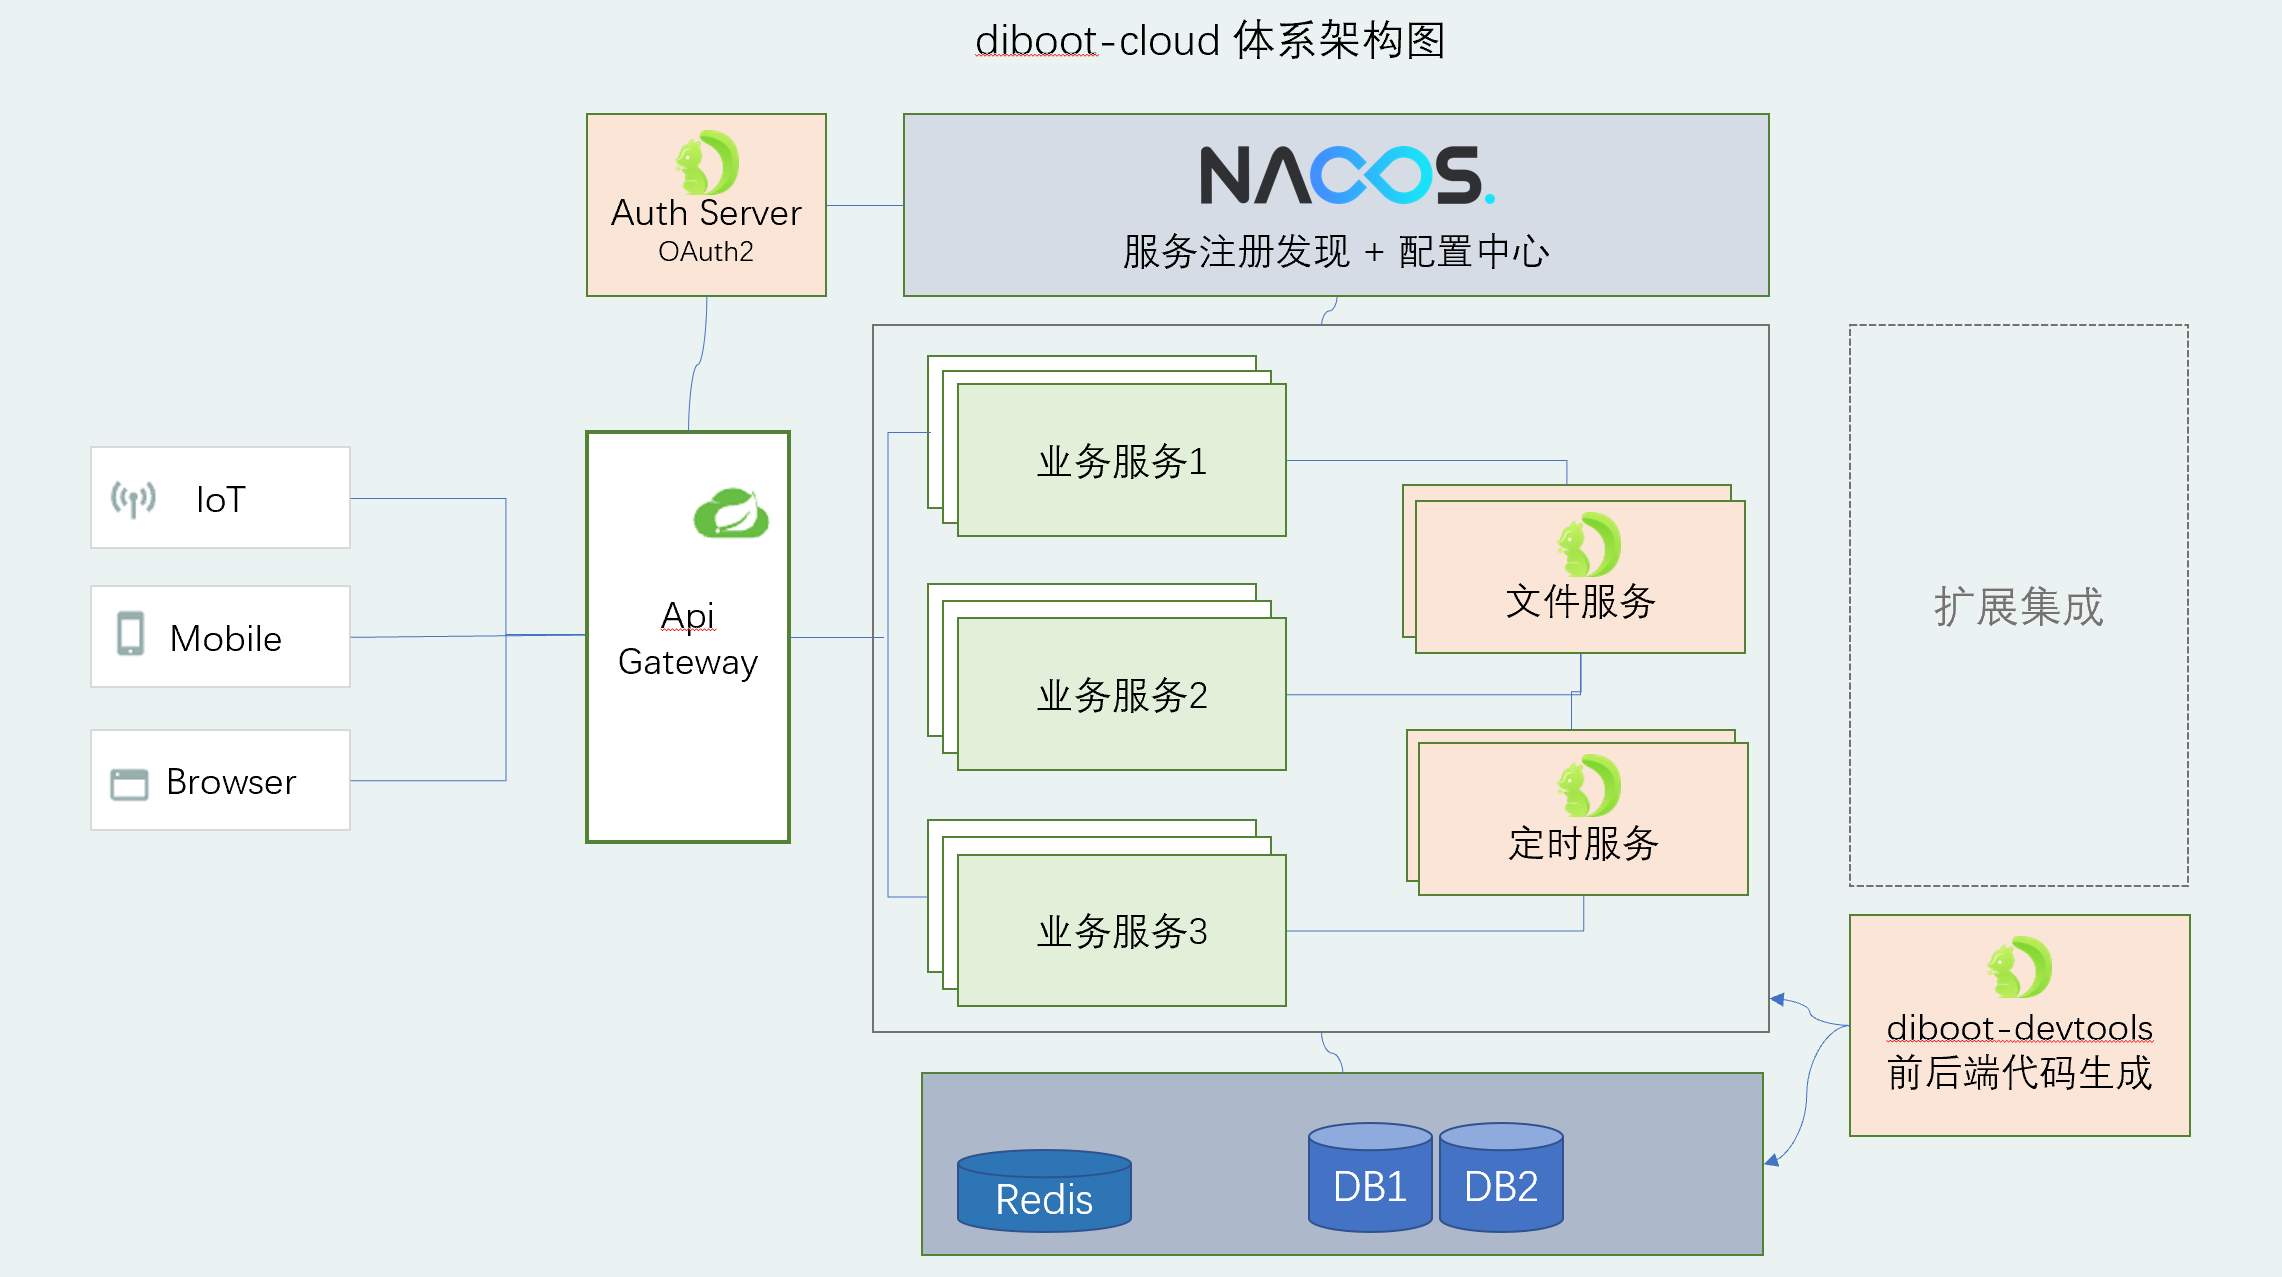 diboot-cloud 体系架构图
Auth Server
OAuth2
NACOS.
服务注册发现 + 配置中心
IoT
Mobile
Browser
Api
Gateway
业务服务1
业务服务2
业务服务3
文件服务
定时服务
扩展集成
diboot-devtools
前后端代码生成
Redis
DB1
DB2